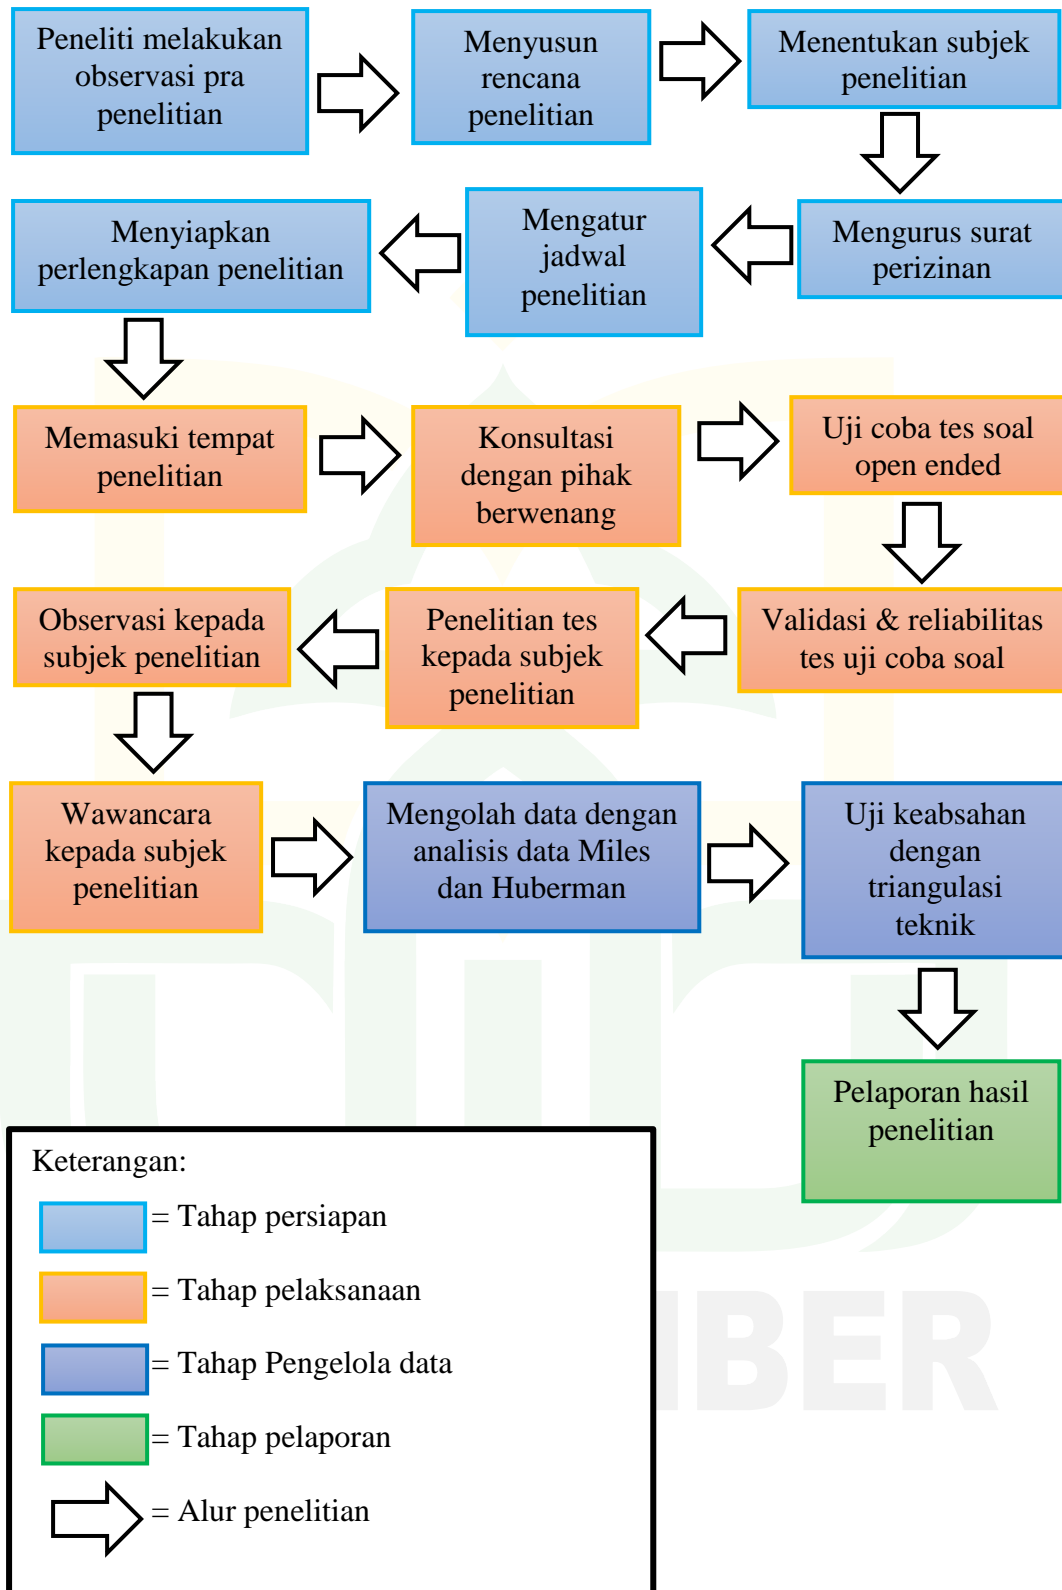 Peneliti melakukan
observasi pra
penelitian
Menyusun
rencana
penelitian
Menentukan subjek
penelitian
Mengurus surat
perizinan
Mengatur
jadwal
penelitian
Menyiapkan
perlengkapan penelitian
Memasuki tempat
penelitian
Konsultasi
dengan pihak
berwenang
Uji coba tes soal
open ended
Validasi & reliabilitas
tes uji coba soal
Penelitian tes
kepada subjek
penelitian
Observasi kepada
subjek penelitian
Wawancara
kepada subjek
penelitian
Mengolah data dengan
analisis data Miles
dan Huberman
Uji keabsahan
dengan
triangulasi
teknik
Pelaporan hasil
penelitian
Keterangan:
= Tahap persiapan
= Tahap pelaksanaan
= Tahap Pengelola data
= Tahap pelaporan
= Alur penelitian